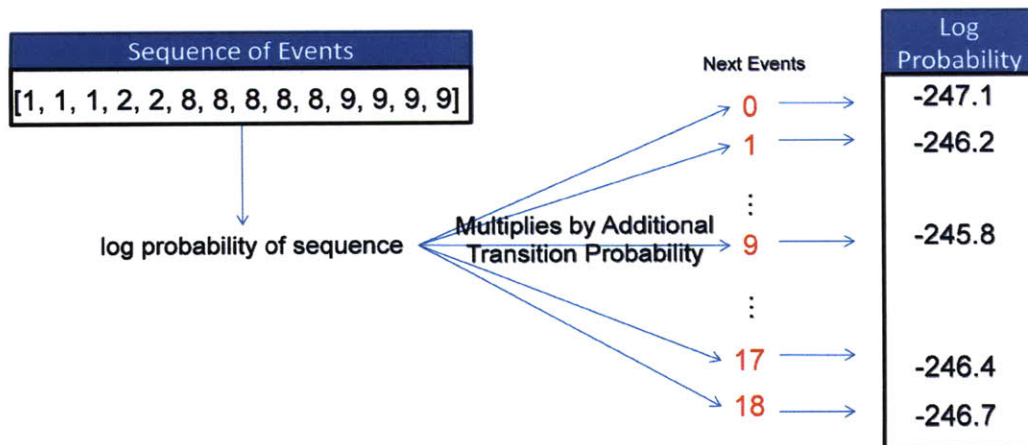 Sequence of Events
[1, 1, 1, 2, 2, 8, 8, 8, 8, 8, 9, 9, 9, 9]
log probability of sequence
Multiplies by Additional
Transition Probability
Next Events
0
1
⋮
9
⋮
17
18
Log
Probability
-247.1
-246.2
-245.8
-246.4
-246.7